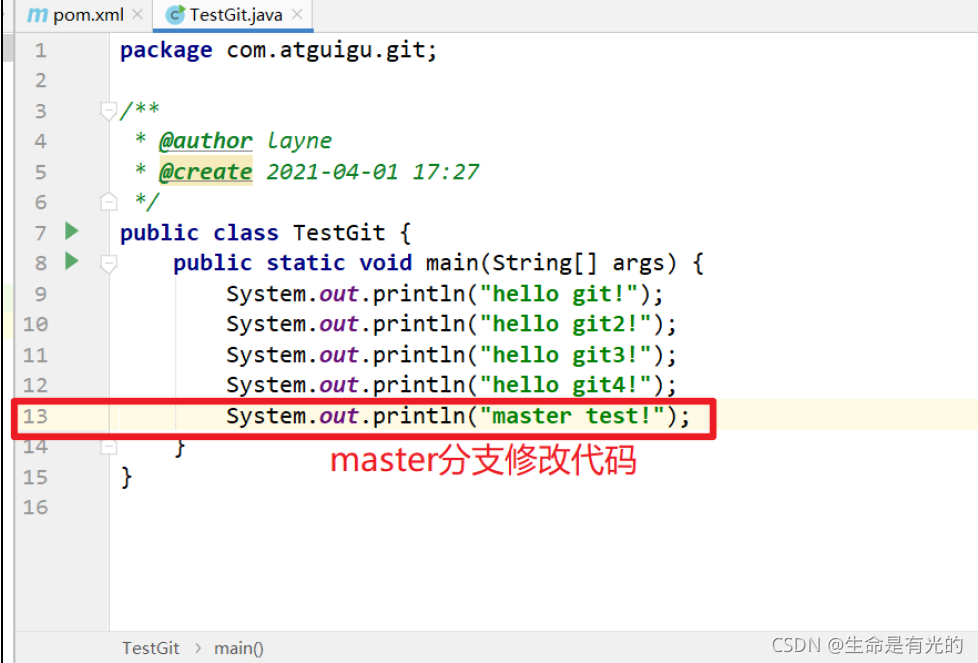 pom.xml TestGit.java
1 package com.atguigu.git;
2
3 /**
4 * @author layne
5 * @create 2021-04-01 17:27
6 */
7 public class TestGit {
8 public static void main(String[] args) {
9 System.out.println("hello git!");
10 System.out.println("hello git2!");
11 System.out.println("hello git3!");
12 System.out.println("hello git4!");
13 System.out.println("master test!");
14 }
master分支修改代码
15 }
16
TestGit › main()
CSDN @生命是有光的